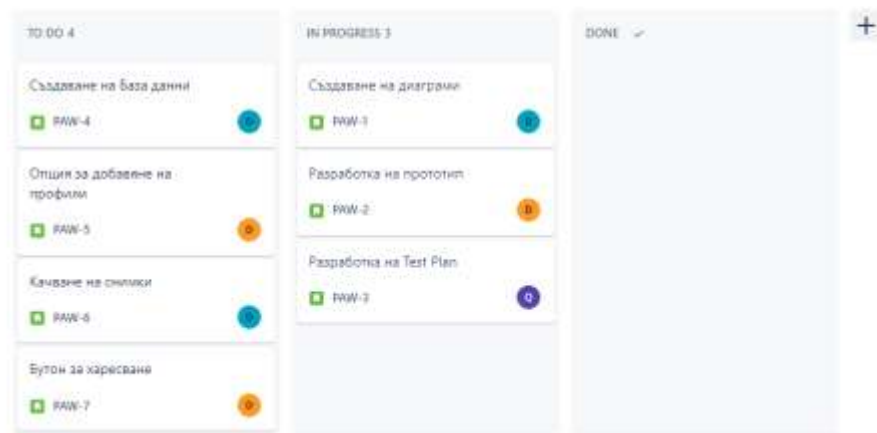 TO DO 4
Създаване на база данни
PAW-4
Опция за добавяне на
профили
PAW-5
Качване на снимки
PAW-6
Бутон за харесване
PAW-7
IN PROGRESS 3
Създаване на диаграми
PAW-1
Разработка на прототип
PAW-2
Разработка на Test Plan
PAW-3
Q
DONE